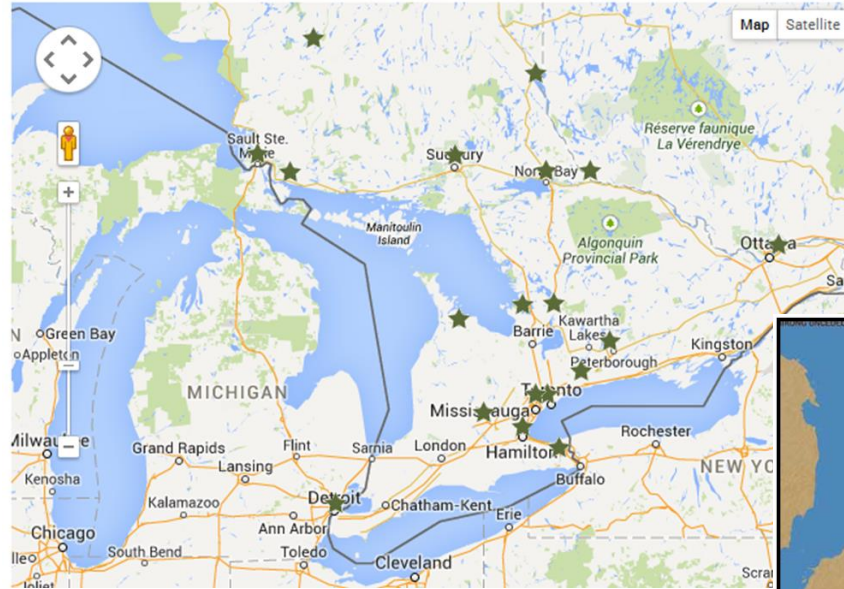 Map Satellite
Réserve faunique
La Vérendrye
Sault Ste.
Marie
Sudbury
North Bay
Manitoulin
Island
Algonquin
Provincial Park
Ottawa
Green Bay
Appleton
Barrie
Kawartha
Lakes
Peterborough
Kingston
MICHIGAN
Toronto
Mississauga
Milwaukee
Grand Rapids
Flint
Sarnia
London
Hamilton
Rochester
Kenosha
Lansing
Buffalo
NEW YO
Kalamazoo
Detroit
Chatham-Kent
Ann Arbor
Erie
Chicago
South Bend
Toledo
Cleveland
Scra
Joliet